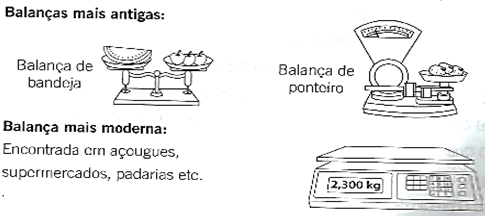 Balanças mais antigas:
Balança de
bandeja
Balança de
ponteiro
Balança mais moderna:
Encontrada em açougues,
supermercados, padarias etc.
2,300 kg